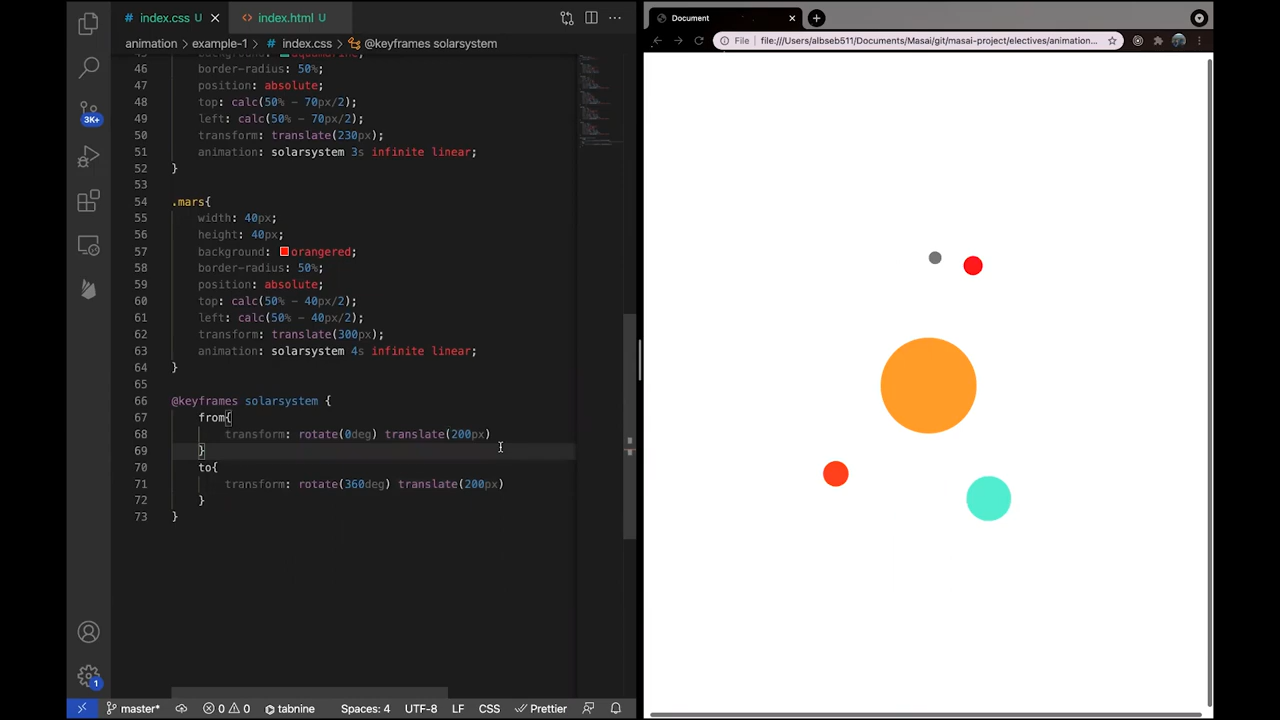 index.css U
index.html U
animation
example-1
index.css
@keyframes solarsystem
46 border-radius: 50%;
47 position: absolute;
48 top: calc(50% - 70px/2);
49 left: calc(50% - 70px/2);
50 transform: translate(230px);
51 animation: solarsystem 3s infinite linear;
52 }
53
54 .mars{
55 width: 40px;
56 height: 40px;
57 background: orangered;
58 border-radius: 50%;
59 position: absolute;
60 top: calc(50% - 40px/2);
61 left: calc(50% - 40px/2);
62 transform: translate(300px);
63 animation: solarsystem 4s infinite linear;
64 }
65
66 @keyframes solarsystem {
67 from{
68 transform: rotate(0deg) translate(200px)
69 }
70 to{
71 transform: rotate(360deg) translate(200px)
72 }
73 }
3K+
1
master*
0
0
tabnine
Spaces: 4
UTF-8
LF
CSS
Prettier
Document
File
file:///Users/albseb511/Documents/Masai/git/masai-project/electives/animation...